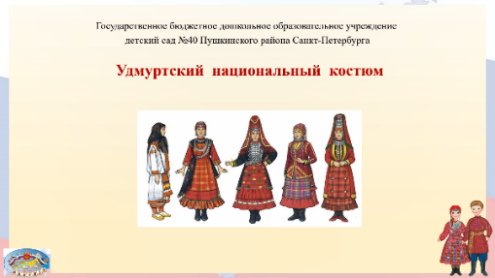 Государственное бюджетное дошкольное образовательное учреждение
детский сад №40 Пушкинского района Санкт-Петербурга
Удмуртский национальный костюм